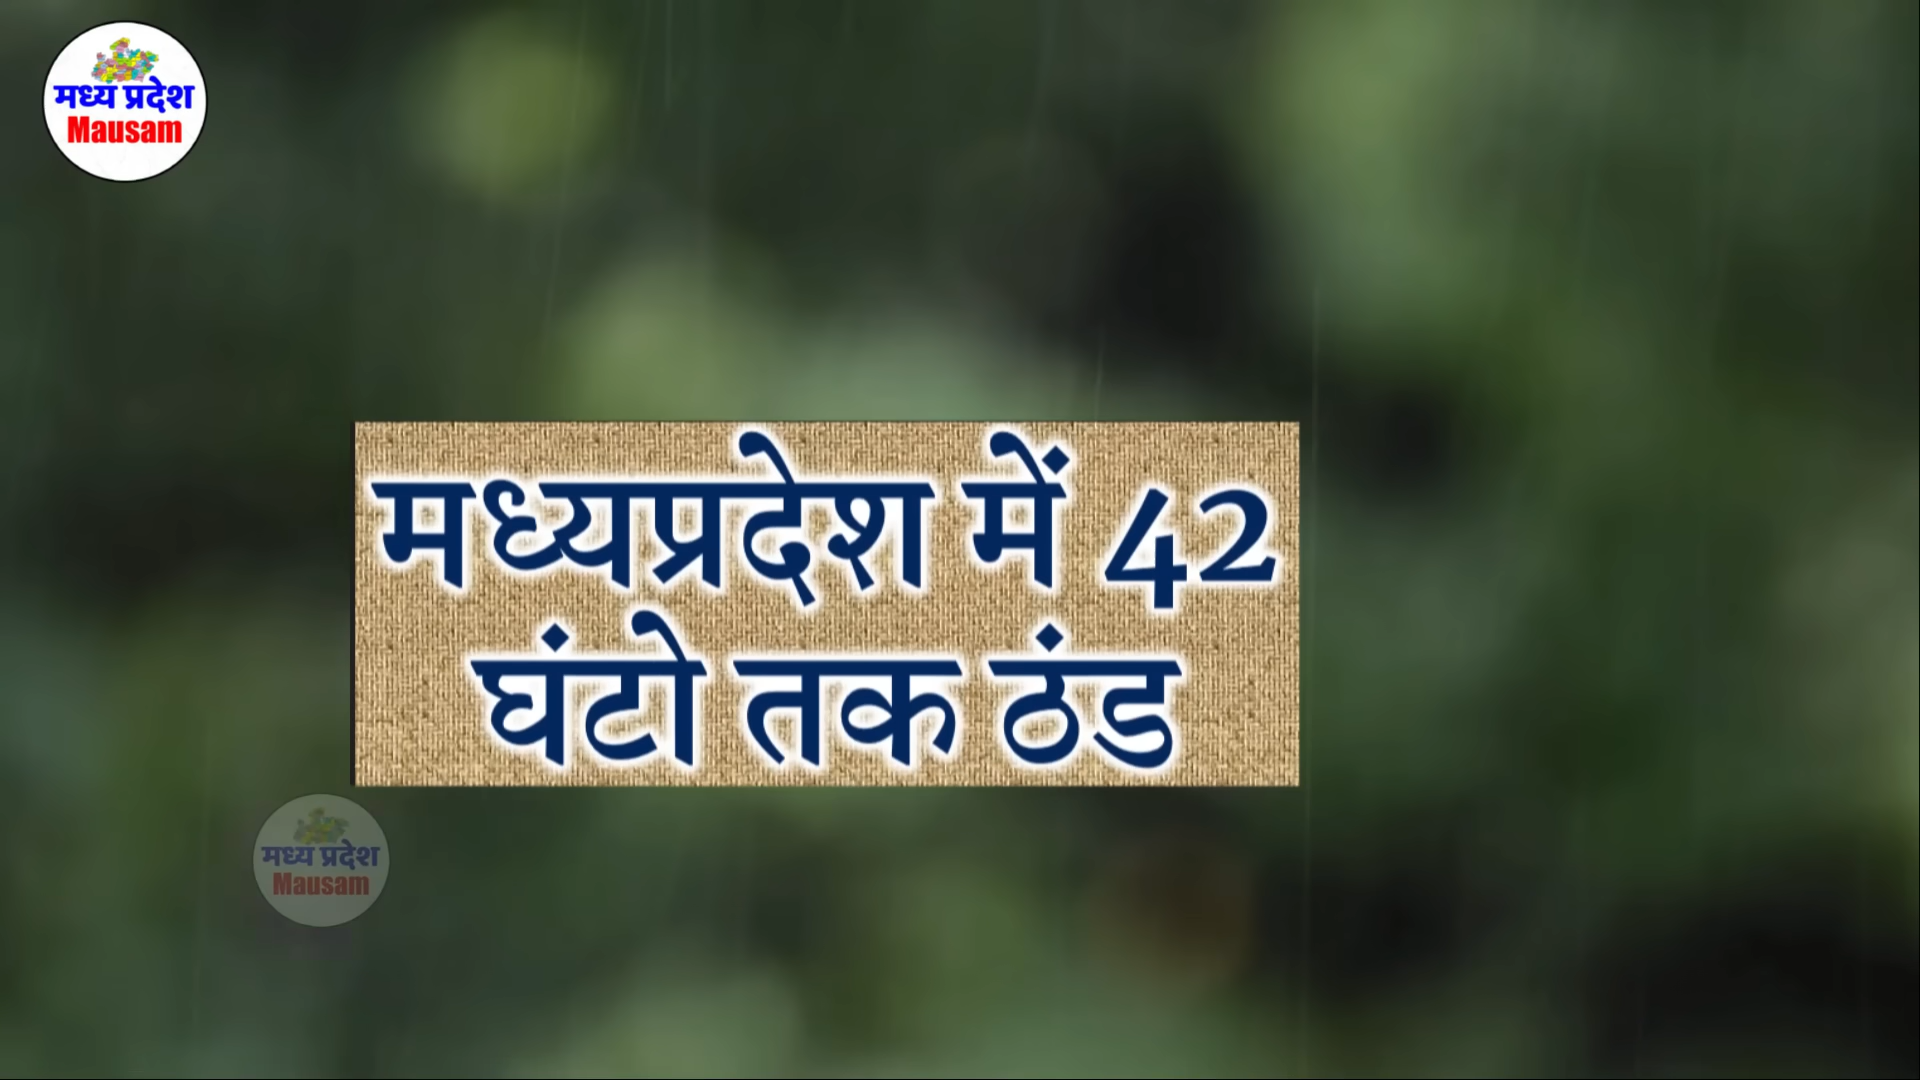 मध्य प्रदेश
Mausam
मध्यप्रदेश में 42
घंटो तक ठंड
मध्य प्रदेश
Mausam